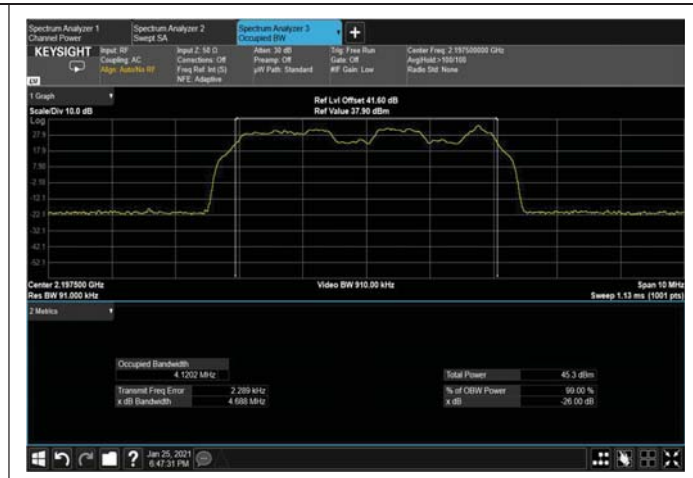 Spectrum Analyzer 1
Channel Power
Spectrum Analyzer 2
Swept SA
Spectrum Analyzer 3
Occupied BW
KEYSIGHT
Input: RF
Coupling: AC
Align: Auto/No RF
Input Z: 50 Ω
Corrections: Off
Freq Ref: Int (S)
NFE: Adaptive
Atten: 30 dB
Preamp: Off
µW Path: Standard
Trig: Free Run
Gate: Off
#IF Gain: Low
Center Freq: 2.197500000 GHz
Avg|Hold:>100/100
Radio Std: None
1 Graph
Scale/Div 10.0 dB
Ref Lvl Offset 41.60 dB
Ref Value 37.90 dBm
Log
27.9
17.9
7.90
-2.10
-12.1
-22.1
-32.1
-42.1
-52.1
Center 2.197500 GHz
Res BW 91.000 kHz
Video BW 910.00 kHz
Span 10 MHz
Sweep 1.13 ms (1001 pts)
2 Metrics
Occupied Bandwidth
4.1202 MHz
Total Power 45.3 dBm
Transmit Freq Error 2.289 kHz
% of OBW Power 99.00 %
x dB Bandwidth 4.688 MHz
x dB -26.00 dB
Jan 25, 2021
6:47:31 PM